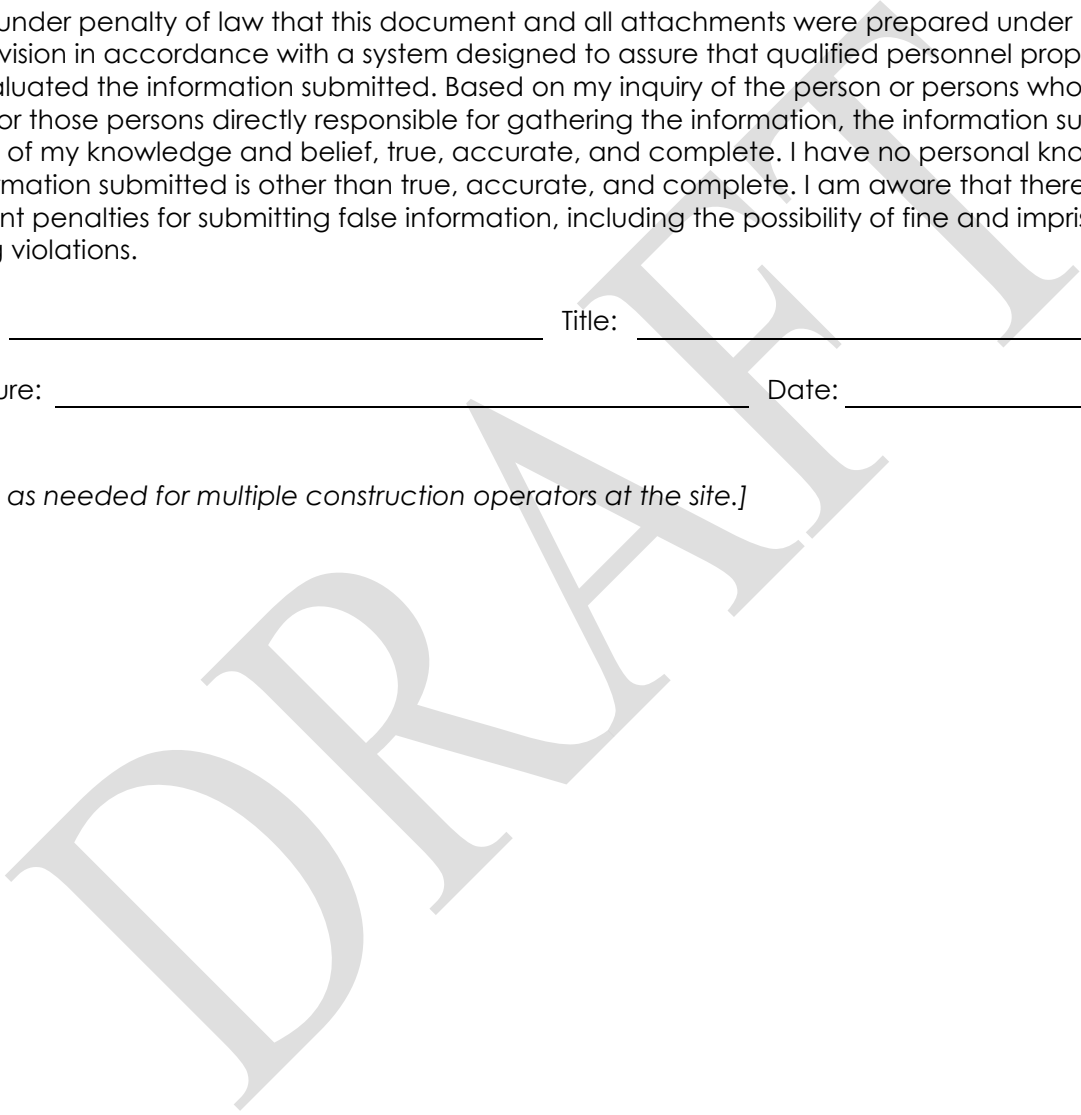 under penalty of law that this document and all attachments were prepared under
vision in accordance with a system designed to assure that qualified personnel prop
aluated the information submitted. Based on my inquiry of the person or persons who
or those persons directly responsible for gathering the information, the information su
of my knowledge and belief, true, accurate, and complete. I have no personal kno
rmation submitted is other than true, accurate, and complete. I am aware that there
nt penalties for submitting false information, including the possibility of fine and impris
g violations.
Title:
ure: Date:
as needed for multiple construction operators at the site.]
DRAFT